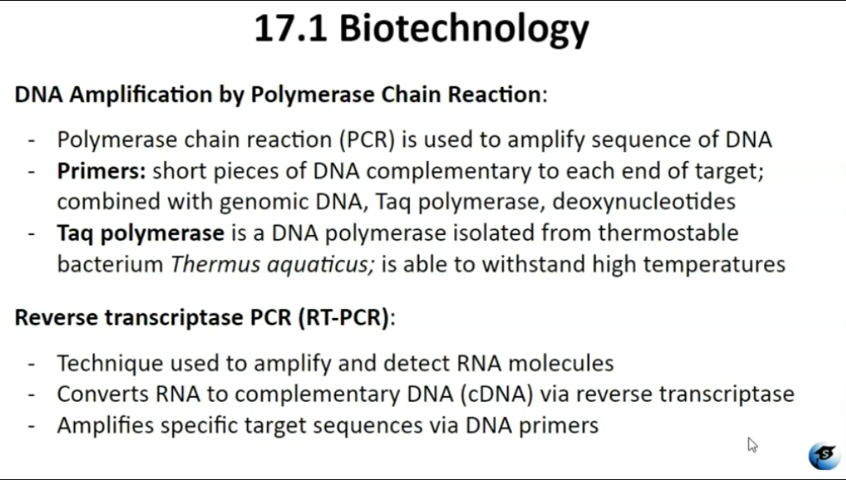 17.1 Biotechnology
DNA Amplification by Polymerase Chain Reaction:
- Polymerase chain reaction (PCR) is used to amplify sequence of DNA
- Primers: short pieces of DNA complementary to each end of target;
combined with genomic DNA, Taq polymerase, deoxynucleotides
- Taq polymerase is a DNA polymerase isolated from thermostable
bacterium Thermus aquaticus; is able to withstand high temperatures
Reverse transcriptase PCR (RT-PCR):
- Technique used to amplify and detect RNA molecules
- Converts RNA to complementary DNA (cDNA) via reverse transcriptase
- Amplifies specific target sequences via DNA primers
S